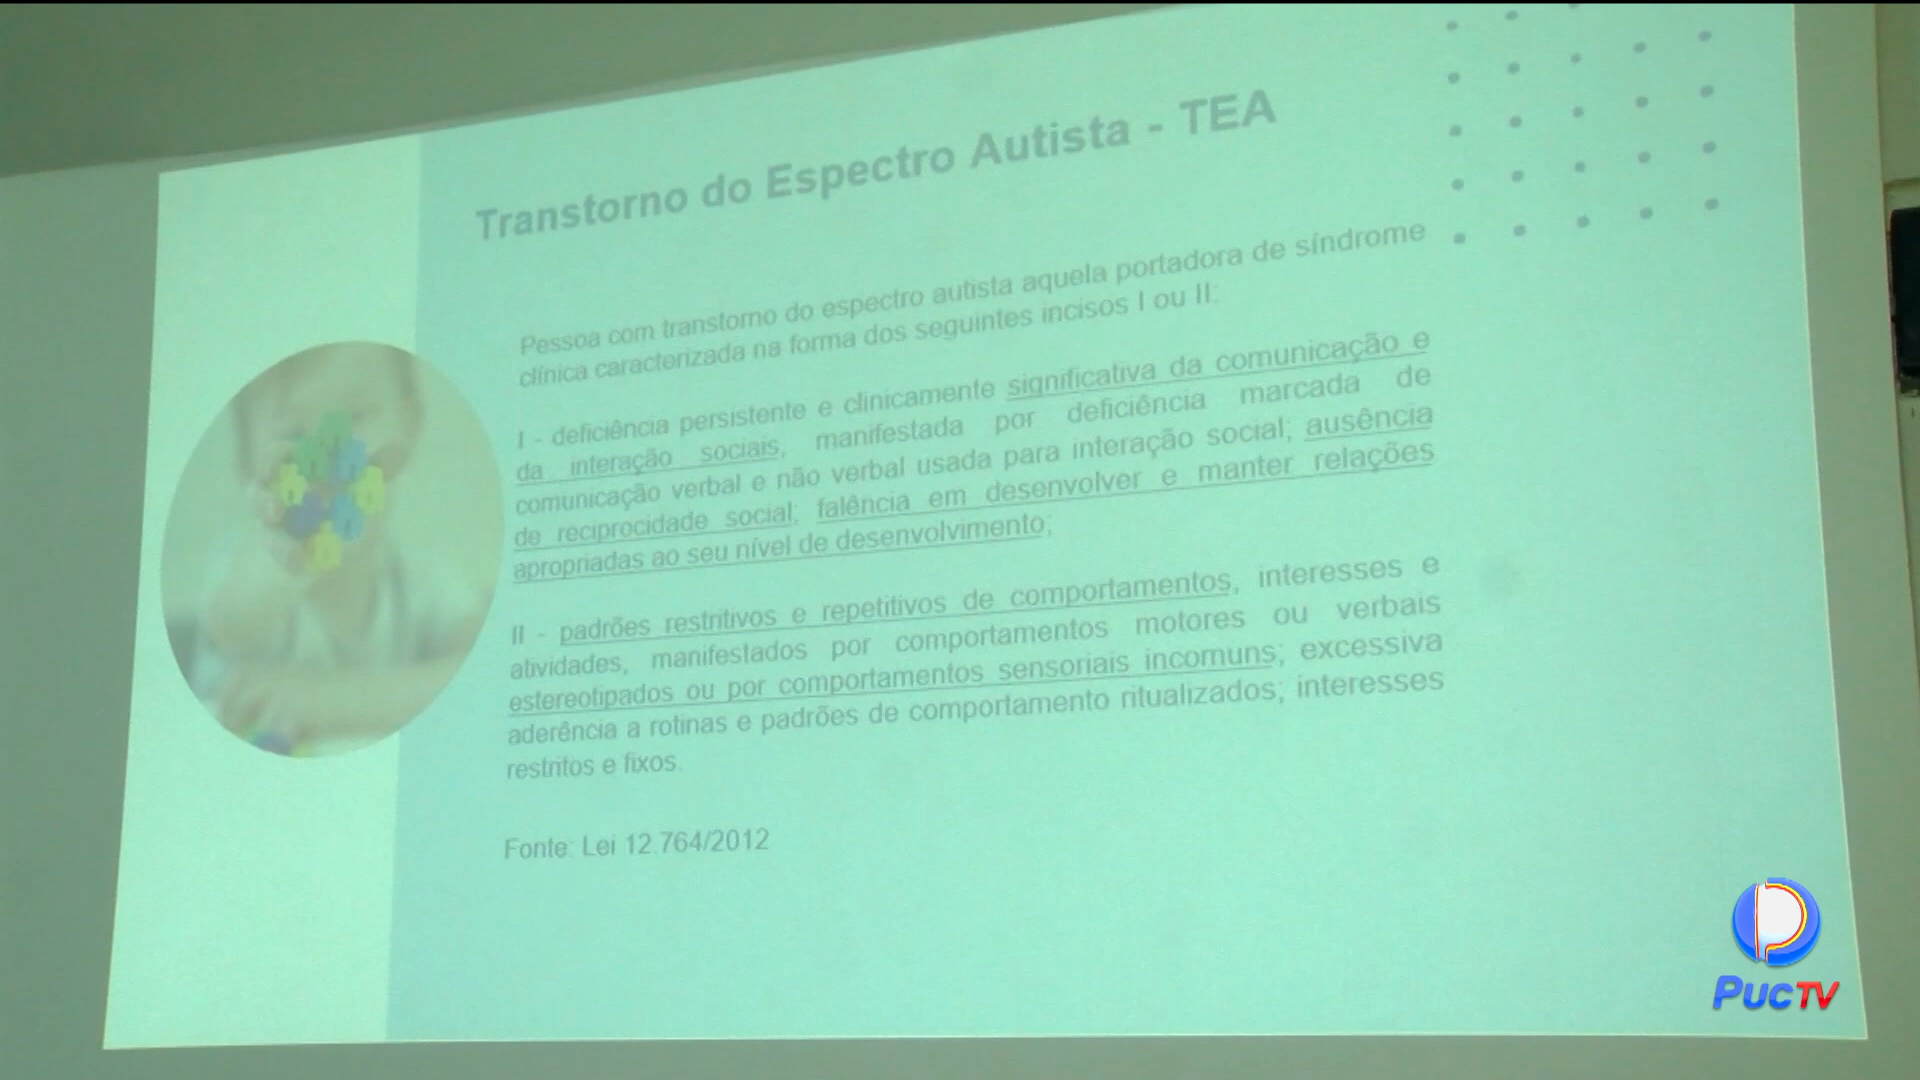 Transtorno do Espectro Autista - TEA
Pessoa com transtorno do espectro autista aquela portadora de síndrome
clínica caracterizada na forma dos seguintes incisos I ou II:
I - deficiência persistente e clinicamente significativa da comunicação e
da interação sociais, manifestada por deficiência marcada de
comunicação verbal e não verbal usada para interação social; ausência
de reciprocidade social; falência em desenvolver e manter relações
apropriadas ao seu nível de desenvolvimento;
II - padrões restritivos e repetitivos de comportamentos, interesses e
atividades, manifestados por comportamentos motores ou verbais
estereotipados ou por comportamentos sensoriais incomuns; excessiva
aderência a rotinas e padrões de comportamento ritualizados; interesses
restritos e fixos.
Fonte: Lei 12.764/2012
PUCTV